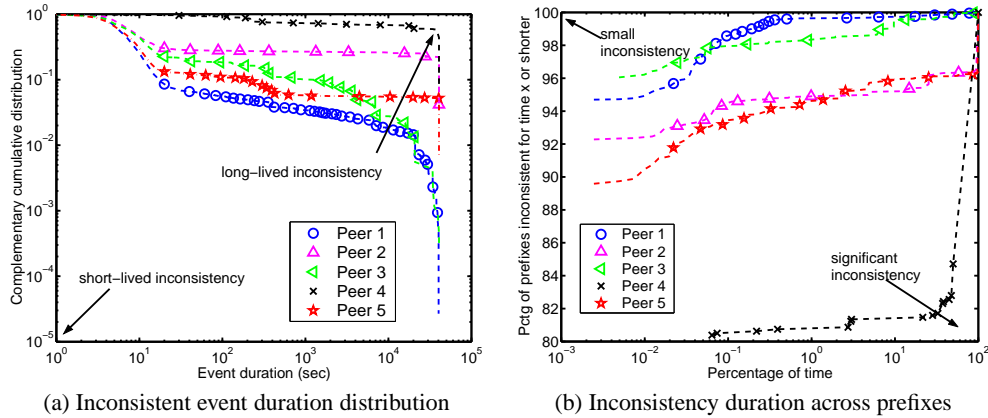 10^0
10^−1
10^−2
10^−3
10^−4
10^−5
10^0
10^1
10^2
10^3
10^4
10^5
Complementary cumulative distribution
Event duration (sec)
long−lived inconsistency
short−lived inconsistency
Peer 1
Peer 2
Peer 3
Peer 4
Peer 5
(a) Inconsistent event duration distribution
100
98
96
94
92
90
88
86
84
82
80
10^−3
10^−2
10^−1
10^0
10^1
10^2
Pctg of prefixes inconsistent for time x or shorter
Percentage of time
small
inconsistency
significant
inconsistency
Peer 1
Peer 2
Peer 3
Peer 4
Peer 5
(b) Inconsistency duration across prefixes